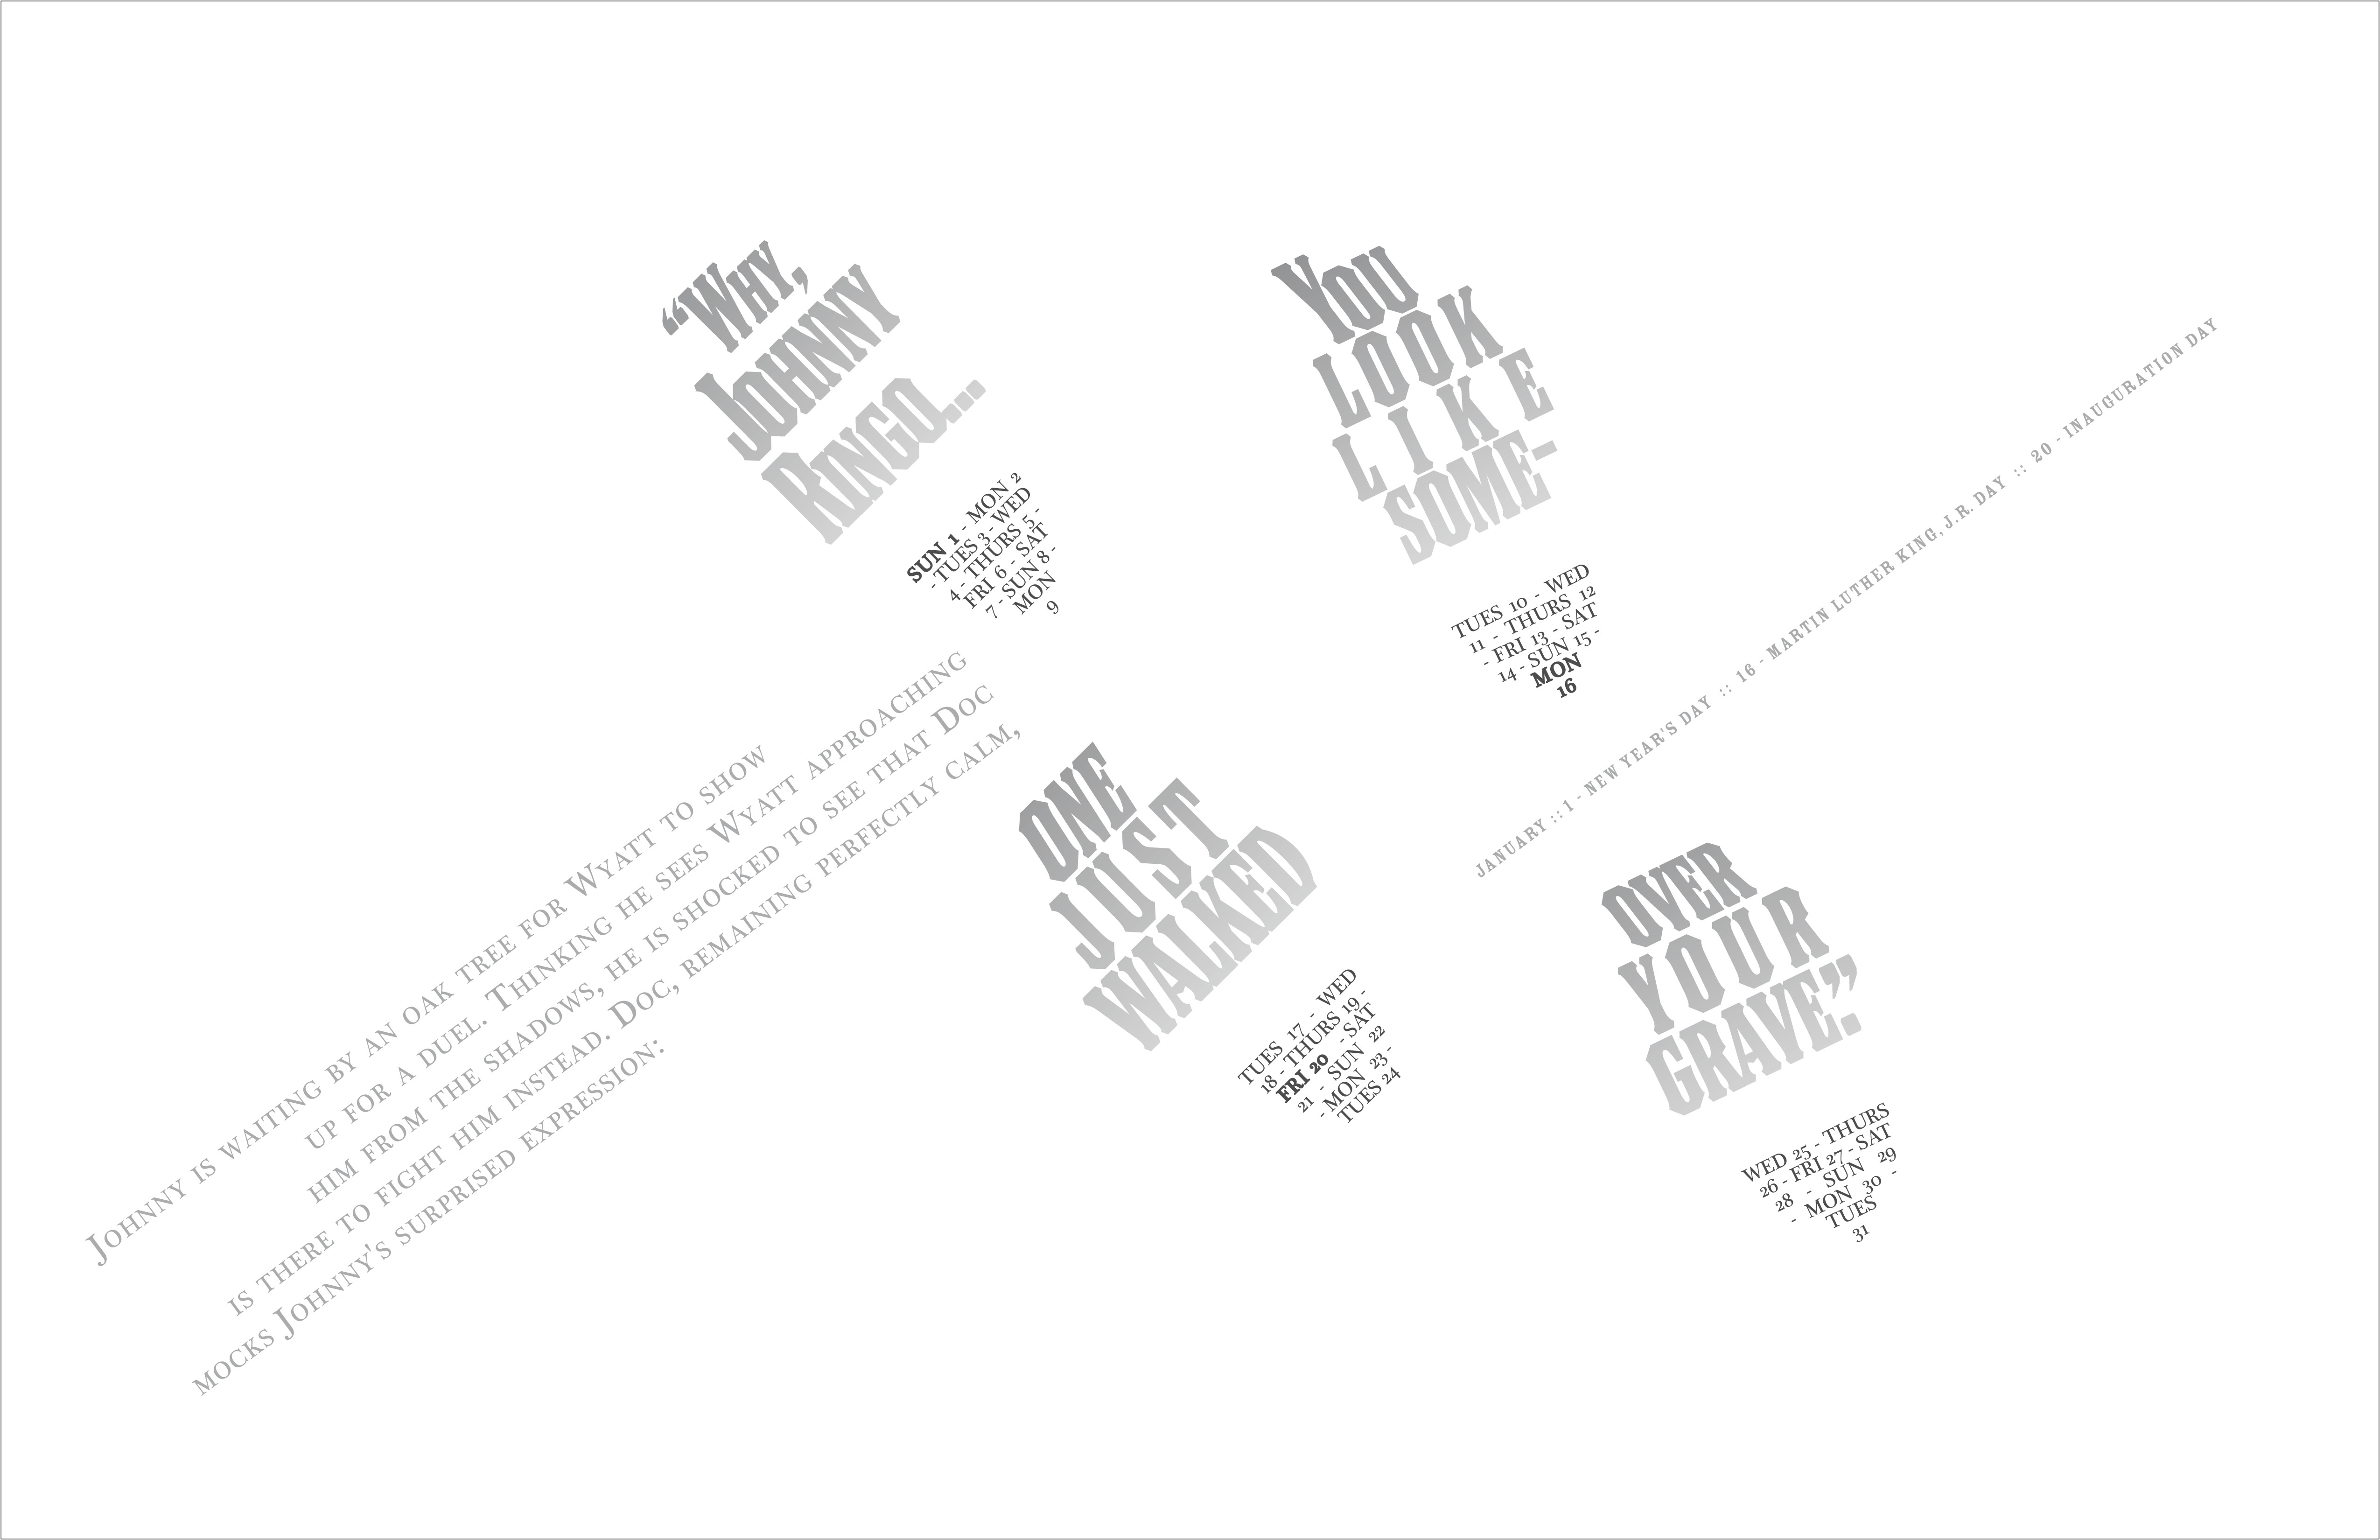 “WHY,
JOHNNY
RINGO...
SUN 1 - MON 2
- TUES 3 - WED
4 - THURS 5 -
FRI 6 - SAT
7 - SUN 8 -
MON
9
YOU
LOOK
LIKE
SOME-
TUES 10 - WED
11 - THURS 12
- FRI 13 - SAT
14 - SUN 15 -
MON
16
ONE
JUST
WALKED
TUES 17 - WED
18 - THURS 19 -
FRI 20 - SAT
21 - SUN 22
- MON 23 -
TUES 24
OVER
YOUR
GRAVE.”
WED 25 - THURS
26 - FRI 27 - SAT
28 - SUN 29
- MON 30 -
TUES
31
JANUARY :: 1 - NEW YEAR'S DAY :: 16 - MARTIN LUTHER KING, J.R. DAY :: 20 - INAUGURATION DAY
Johnny is waiting by an oak tree for Wyatt to show
up for a duel. Thinking he sees Wyatt approaching
him from the shadows, he is shocked to see that Doc
is there to fight him instead. Doc, remaining perfectly calm,
mocks Johnny's surprised expression: